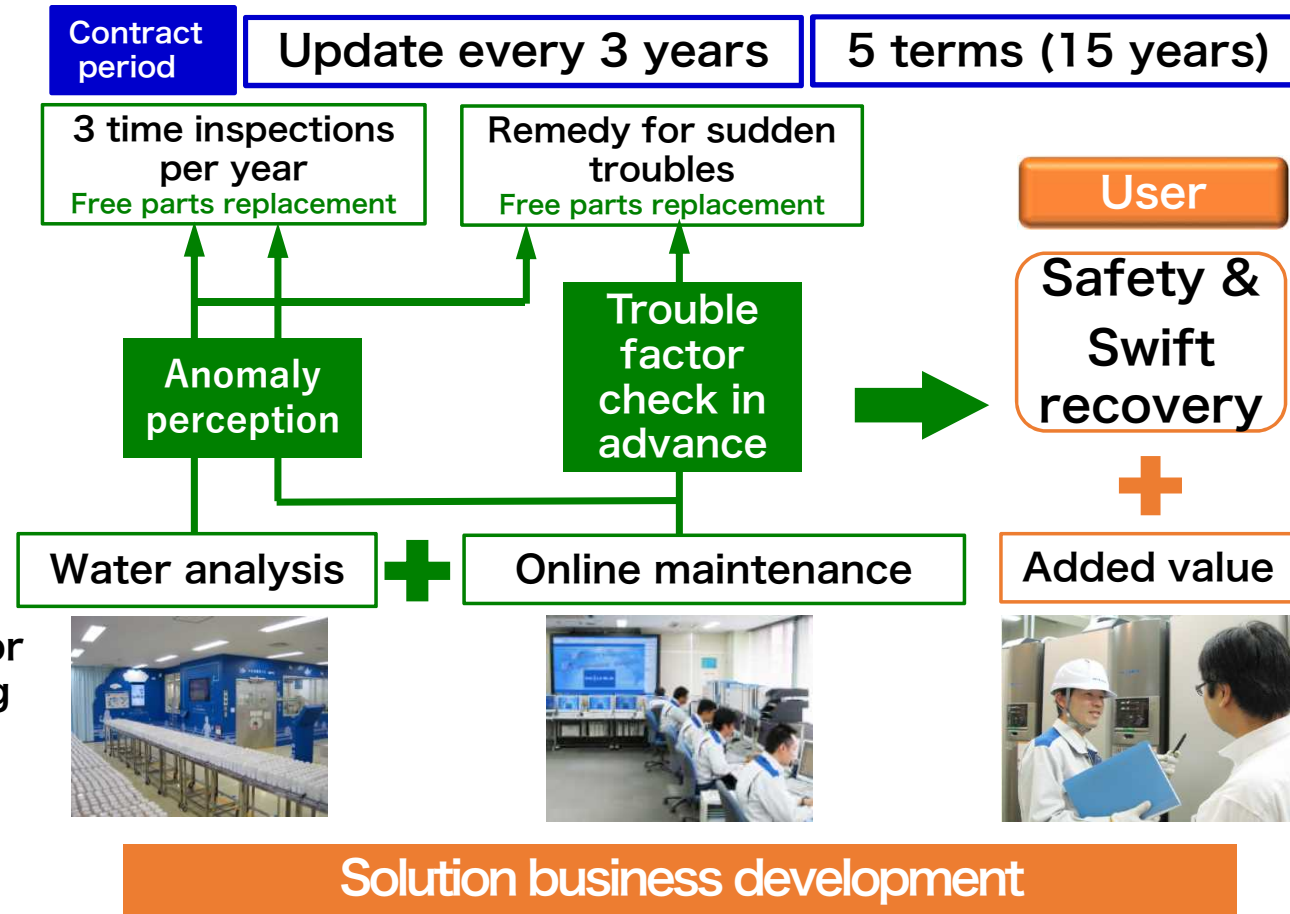 Contract
period
Update every 3 years
5 terms (15 years)
3 time inspections
per year
Free parts replacement
Remedy for sudden
troubles
Free parts replacement
User
Safety &
Swift
recovery
Anomaly
perception
Trouble
factor
check in
advance
Water analysis
Online maintenance
Added value
or
g
Solution business development